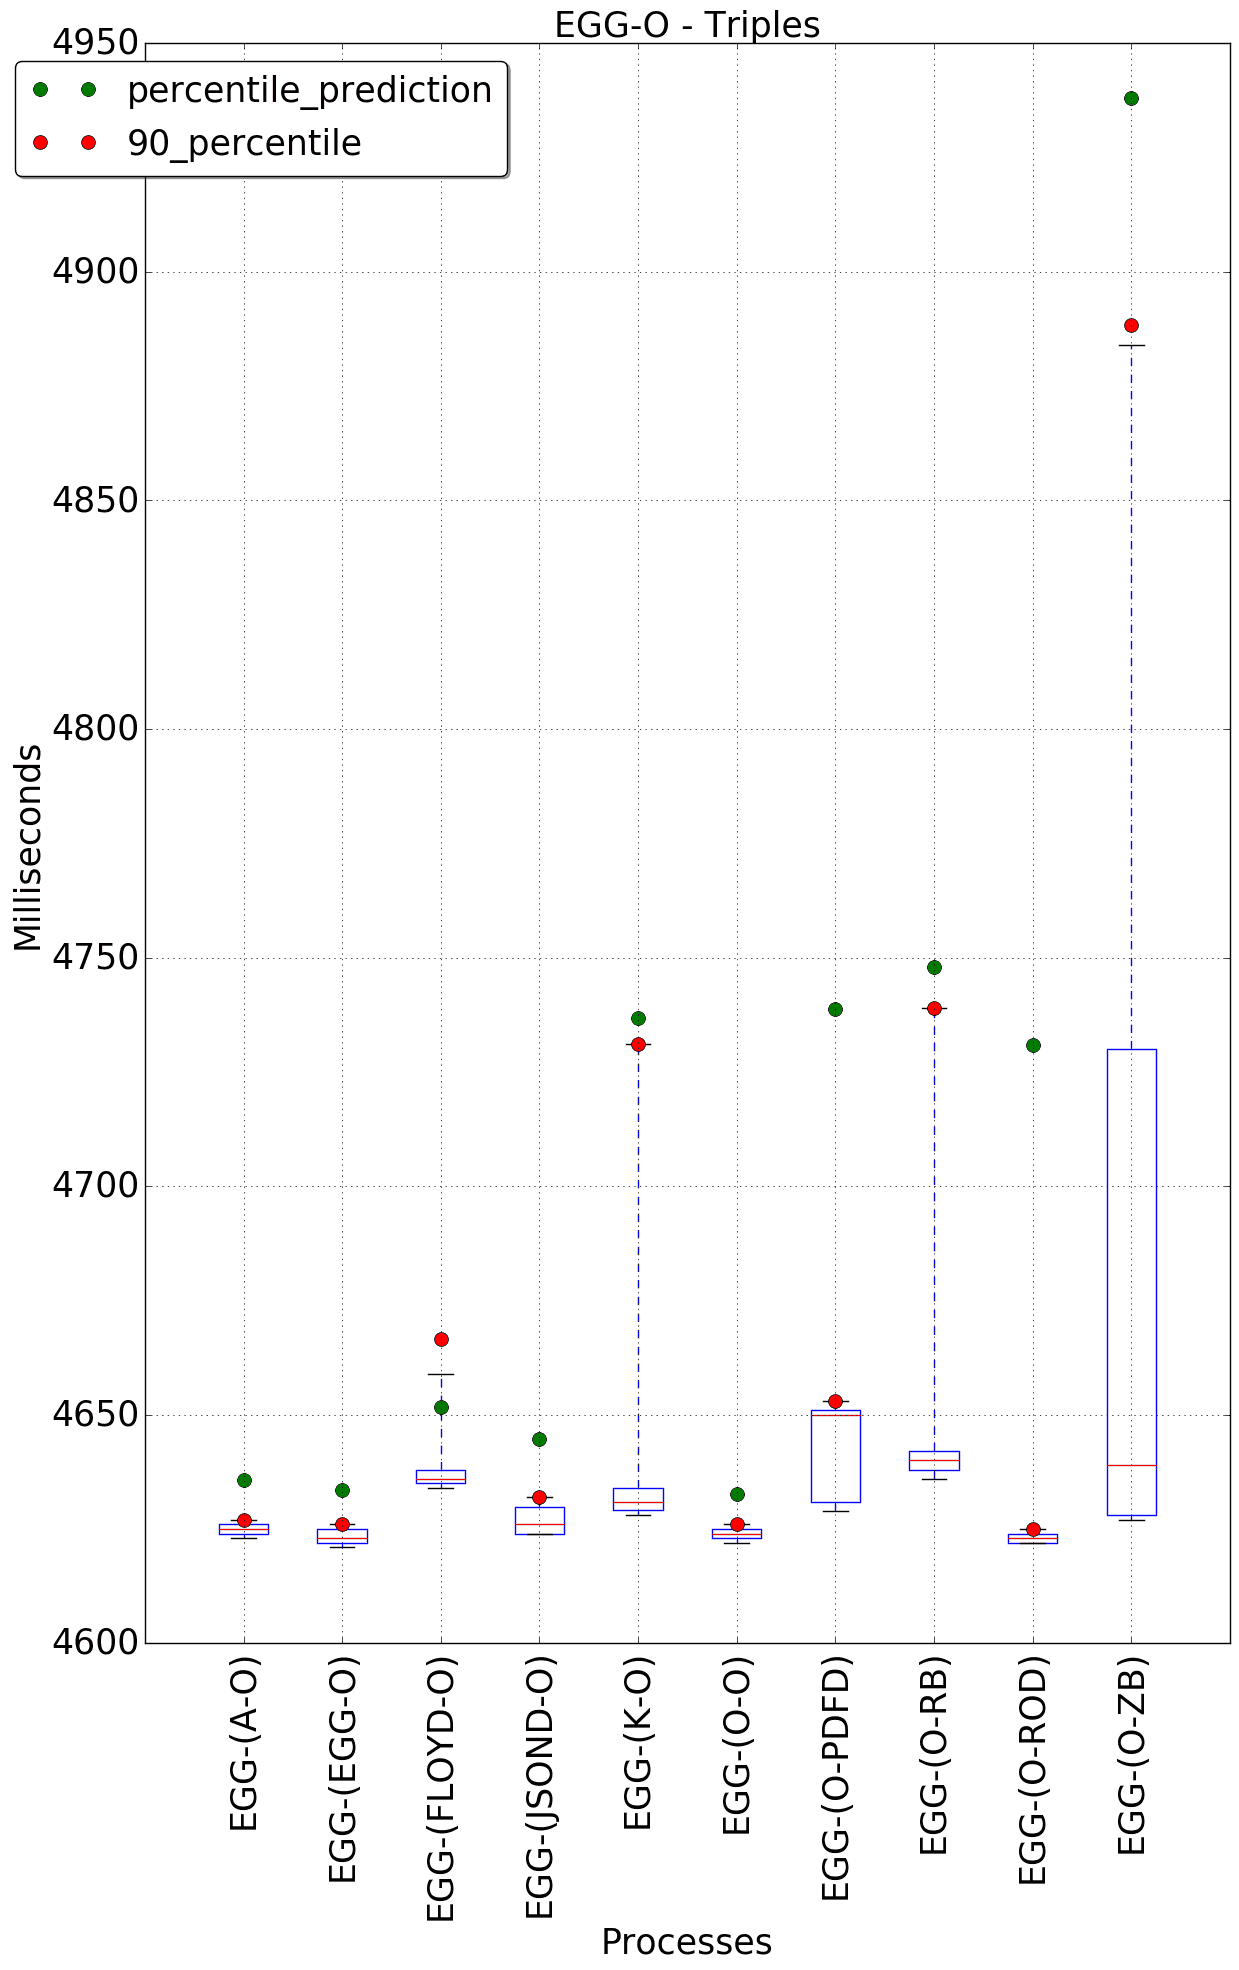 EGG-O - Triples
percentile_prediction
90_percentile
4950
4900
4850
4800
4750
4700
4650
4600
Milliseconds
EGG-(A-O)
EGG-(EGG-O)
EGG-(FLOYD-O)
EGG-(JSOND-O)
EGG-(K-O)
EGG-(O-O)
EGG-(O-PDFD)
EGG-(O-RB)
EGG-(O-ROD)
EGG-(O-ZB)
Processes